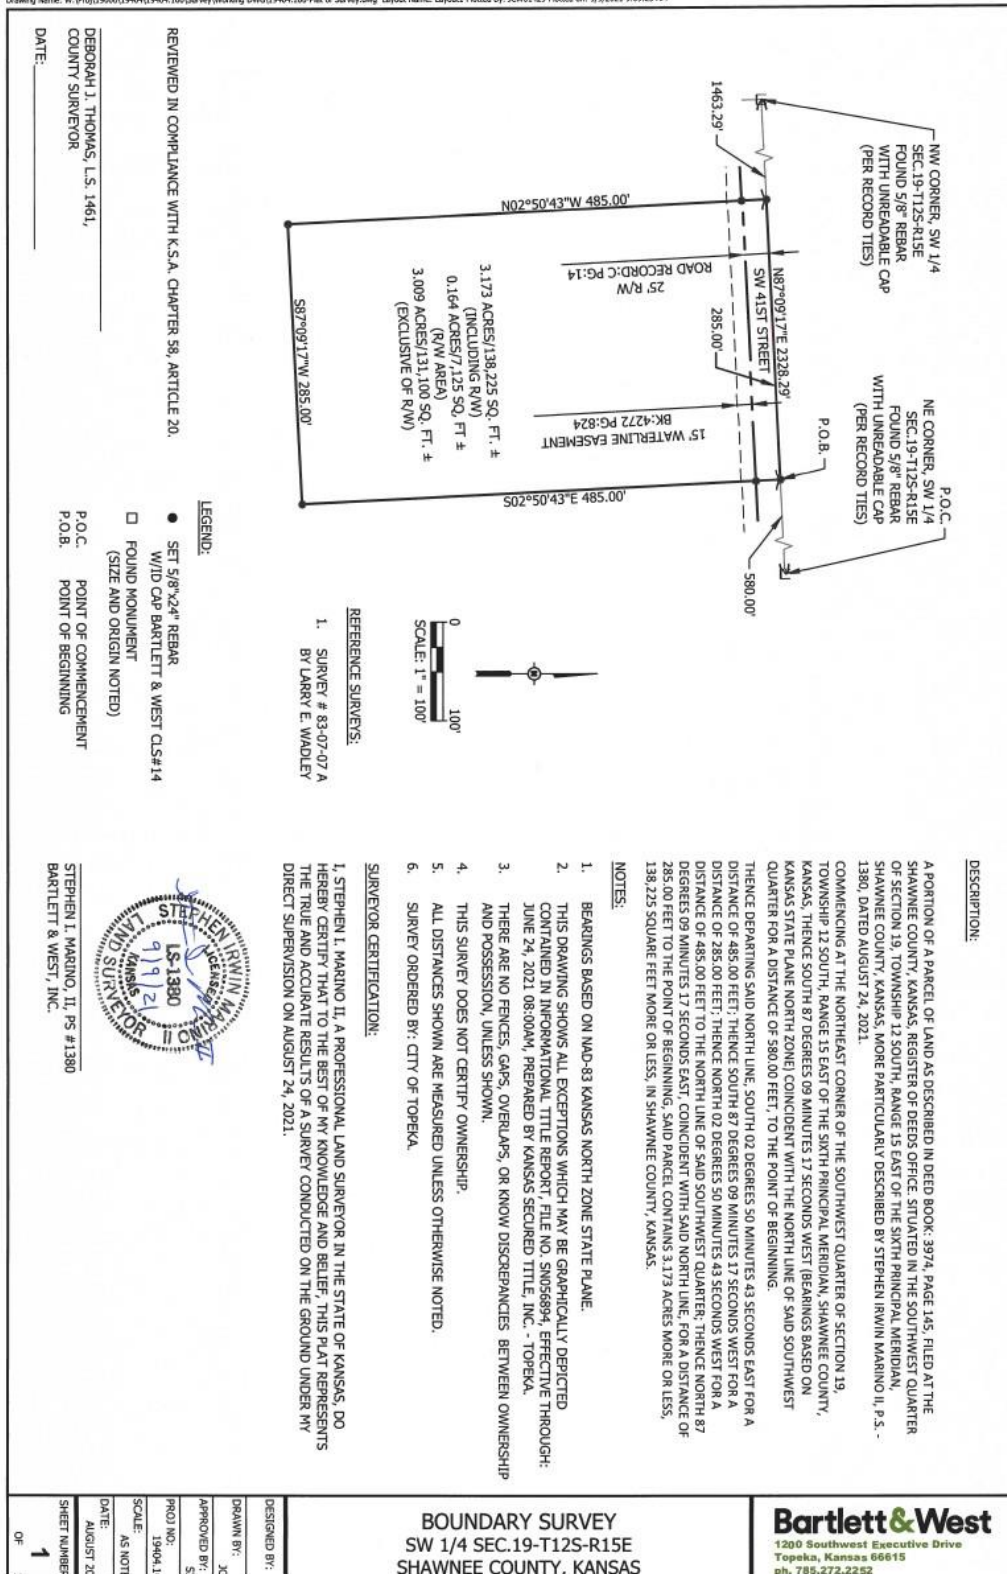 NW CORNER, SW 1/4
SEC.19-T12S-R15E
FOUND 5/8" REBAR
WITH UNREADABLE CAP
(PER RECORD TIES)
P.O.C.
NE CORNER, SW 1/4
SEC.19-T12S-R15E
FOUND 5/8" REBAR
WITH UNREADABLE CAP
(PER RECORD TIES)
1463.29'
N87°09'17"E 2328.29'
SW 41ST STREET
285.00'
P.O.B.
580.00'
25' R/W
ROAD RECORD:C PG:14
15' WATERLINE EASEMENT
BK:4272 PG:824
N02°50'43"W 485.00'
3.173 ACRES/138,225 SQ. FT. ±
(INCLUDING R/W)
0.164 ACRES/7,125 SQ, FT ±
(R/W AREA)
3.009 ACRES/131,100 SQ. FT. ±
(EXCLUSIVE OF R/W)
S02°50'43"E 485.00'
S87°09'17"W 285.00'
0 100'
SCALE: 1" = 100'
REFERENCE SURVEYS:
1. SURVEY # 83-07-07 A
BY LARRY E. WADLEY
REVIEWED IN COMPLIANCE WITH K.S.A. CHAPTER 58, ARTICLE 20.
DEBORAH J. THOMAS, L.S. 1461,
COUNTY SURVEYOR
DATE:
LEGEND:
SET 5/8"x24" REBAR
W/ID CAP BARTLETT & WEST CLS#14
FOUND MONUMENT
(SIZE AND ORIGIN NOTED)
P.O.C. POINT OF COMMENCEMENT
P.O.B. POINT OF BEGINNING
DESCRIPTION:
A PORTION OF A PARCEL OF LAND AS DESCRIBED IN DEED BOOK: 3974, PAGE 145, FILED AT THE
SHAWNEE COUNTY, KANSAS, REGISTER OF DEEDS OFFICE. SITUATED IN THE SOUTHWEST QUARTER
OF SECTION 19, TOWNSHIP 12 SOUTH, RANGE 15 EAST OF THE SIXTH PRINCIPAL MERIDIAN,
SHAWNEE COUNTY, KANSAS, MORE PARTICULARLY DESCRIBED BY STEPHEN IRWIN MARINO II, P.S. -
1380, DATED AUGUST 24, 2021.
COMMENCING AT THE NORTHEAST CORNER OF THE SOUTHWEST QUARTER OF SECTION 19,
TOWNSHIP 12 SOUTH, RANGE 15 EAST OF THE SIXTH PRINCIPAL MERIDIAN, SHAWNEE COUNTY,
KANSAS, THENCE SOUTH 87 DEGREES 09 MINUTES 17 SECONDS WEST (BEARINGS BASED ON
KANSAS STATE PLANE NORTH ZONE) COINCIDENT WITH THE NORTH LINE OF SAID SOUTHWEST
QUARTER FOR A DISTANCE OF 580.00 FEET, TO THE POINT OF BEGINNING.
THENCE DEPARTING SAID NORTH LINE, SOUTH 02 DEGREES 50 MINUTES 43 SECONDS EAST FOR A
DISTANCE OF 485.00 FEET; THENCE SOUTH 87 DEGREES 09 MINUTES 17 SECONDS WEST FOR A
DISTANCE OF 285.00 FEET; THENCE NORTH 02 DEGREES 50 MINUTES 43 SECONDS WEST FOR A
DISTANCE OF 485.00 FEET TO THE NORTH LINE OF SAID SOUTHWEST QUARTER; THENCE NORTH 87
DEGREES 09 MINUTES 17 SECONDS EAST, COINCIDENT WITH SAID NORTH LINE, FOR A DISTANCE OF
285.00 FEET TO THE POINT OF BEGINNING, SAID PARCEL CONTAINS 3.173 ACRES MORE OR LESS,
138,225 SQUARE FEET MORE OR LESS, IN SHAWNEE COUNTY, KANSAS.
NOTES:
1. BEARINGS BASED ON NAD-83 KANSAS NORTH ZONE STATE PLANE.
2. THIS DRAWING SHOWS ALL EXCEPTIONS WHICH MAY BE GRAPHICALLY DEPICTED
CONTAINED IN INFORMATIONAL TITLE REPORT, FILE NO. SN056894, EFFECTIVE THROUGH:
JUNE 24, 2021 08:00AM, PREPARED BY KANSAS SECURED TITLE, INC. - TOPEKA.
3. THERE ARE NO FENCES, GAPS, OVERLAPS, OR KNOW DISCREPANCIES BETWEEN OWNERSHIP
AND POSSESSION, UNLESS SHOWN.
4. THIS SURVEY DOES NOT CERTIFY OWNERSHIP.
5. ALL DISTANCES SHOWN ARE MEASURED UNLESS OTHERWISE NOTED.
6. SURVEY ORDERED BY: CITY OF TOPEKA.
SURVEYOR CERTIFICATION:
I, STEPHEN I. MARINO II, A PROFESSIONAL LAND SURVEYOR IN THE STATE OF KANSAS, DO
HEREBY CERTIFY THAT TO THE BEST OF MY KNOWLEDGE AND BELIEF, THIS PLAT REPRESENTS
THE TRUE AND ACCURATE RESULTS OF A SURVEY CONDUCTED ON THE GROUND UNDER MY
DIRECT SUPERVISION ON AUGUST 24, 2021.
STEPHEN IRWIN MARINO II
LICENSED
LS-1380
9/9/21
KANSAS
LAND SURVEYOR
STEPHEN I. MARINO, II, PS #1380
BARTLETT & WEST, INC.
Bartlett&West
1200 Southwest Executive Drive
Topeka, Kansas 66615
ph. 785.272.2252
BOUNDARY SURVEY
SW 1/4 SEC.19-T12S-R15E
SHAWNEE COUNTY, KANSAS
DESIGNED BY:
DRAWN BY:
APPROVED BY:
PROJ NO:
19404.1
SCALE:
AS NOT
DATE:
AUGUST 20
SHEET NUMBER
1
OF